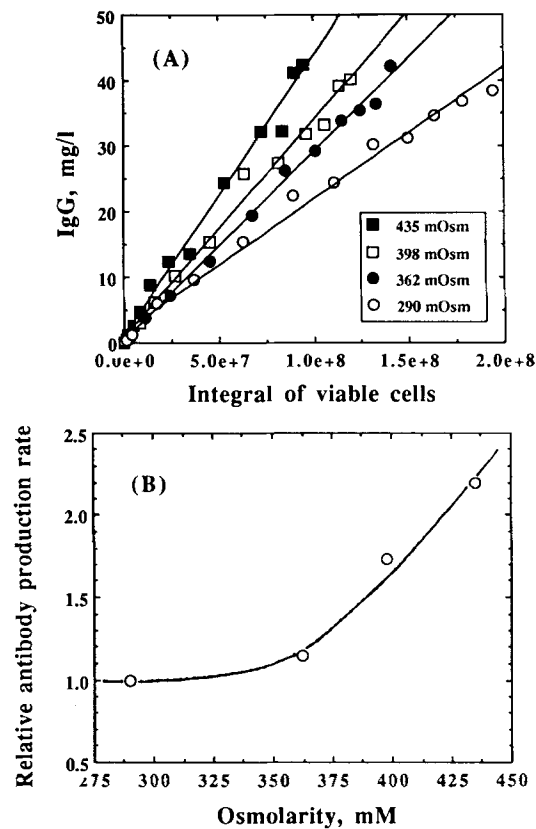 50
40
30
20
10
0
IgG, mg/l
(A)
435 mOsm
398 mOsm
362 mOsm
290 mOsm
0.0e+0 5.0e+7 1.0e+8 1.5e+8 2.0e+8
Integral of viable cells
2.5
2.0
1.5
1.0
0.5
Relative antibody production rate
(B)
275 300 325 350 375 400 425 450
Osmolarity, mM